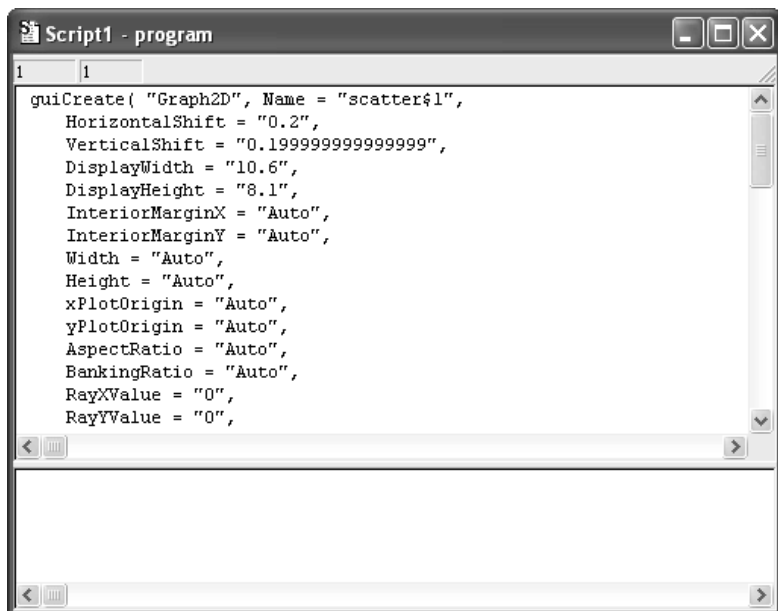 Script1 - program
1 1
guiCreate( "Graph2D", Name = "scatter$1",
HorizontalShift = "0.2",
VerticalShift = "0.199999999999999",
DisplayWidth = "10.6",
DisplayHeight = "8.1",
InteriorMarginX = "Auto",
InteriorMarginY = "Auto",
Width = "Auto",
Height = "Auto",
xPlotOrigin = "Auto",
yPlotOrigin = "Auto",
AspectRatio = "Auto",
BankingRatio = "Auto",
RayXValue = "0",
RayYValue = "0",